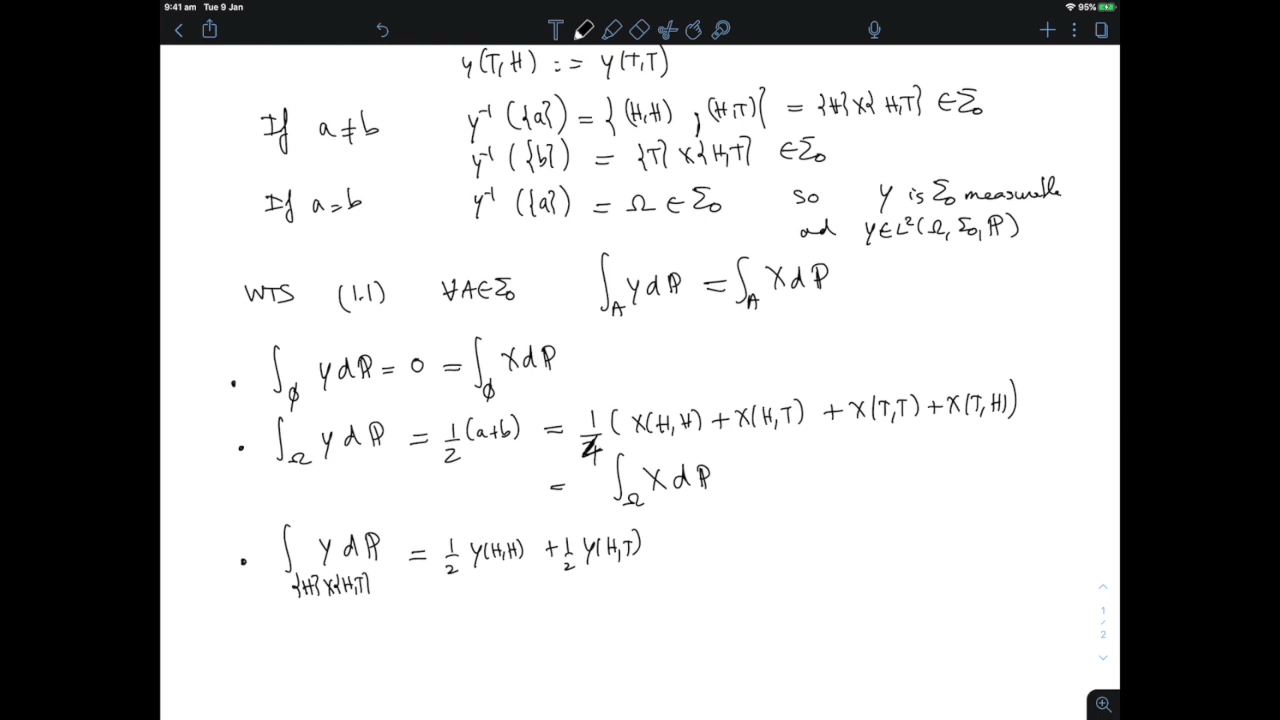 9:41 am Tue 9 Jan
95%
T
y(T,H) := y(T,T)
If a ≠ b y⁻¹({a}) = {(H,H), (H,T)} = {H}×{H,T} ∈ Σ₀
y⁻¹({b}) = {T}×{H,T} ∈ Σ₀
If a = b y⁻¹({a}) = Ω ∈ Σ₀ so y is Σ₀ measurable
and y ∈ L²(Ω, Σ₀, ℙ)
WTS (1.1) ∀A∈Σ₀ ∫_A Y dℙ = ∫_A X dℙ
• ∫_∅ Y dℙ = 0 = ∫_∅ X dℙ
• ∫_Ω Y dℙ = 1/2 (a+b) = 1/4 ( X(H,H) + X(H,T) + X(T,T) + X(T,H))
= ∫_Ω X dℙ
• ∫_{{H}×{H,T}} Y dℙ = 1/2 Y(H,H) + 1/2 Y(H,T)
1
/
2